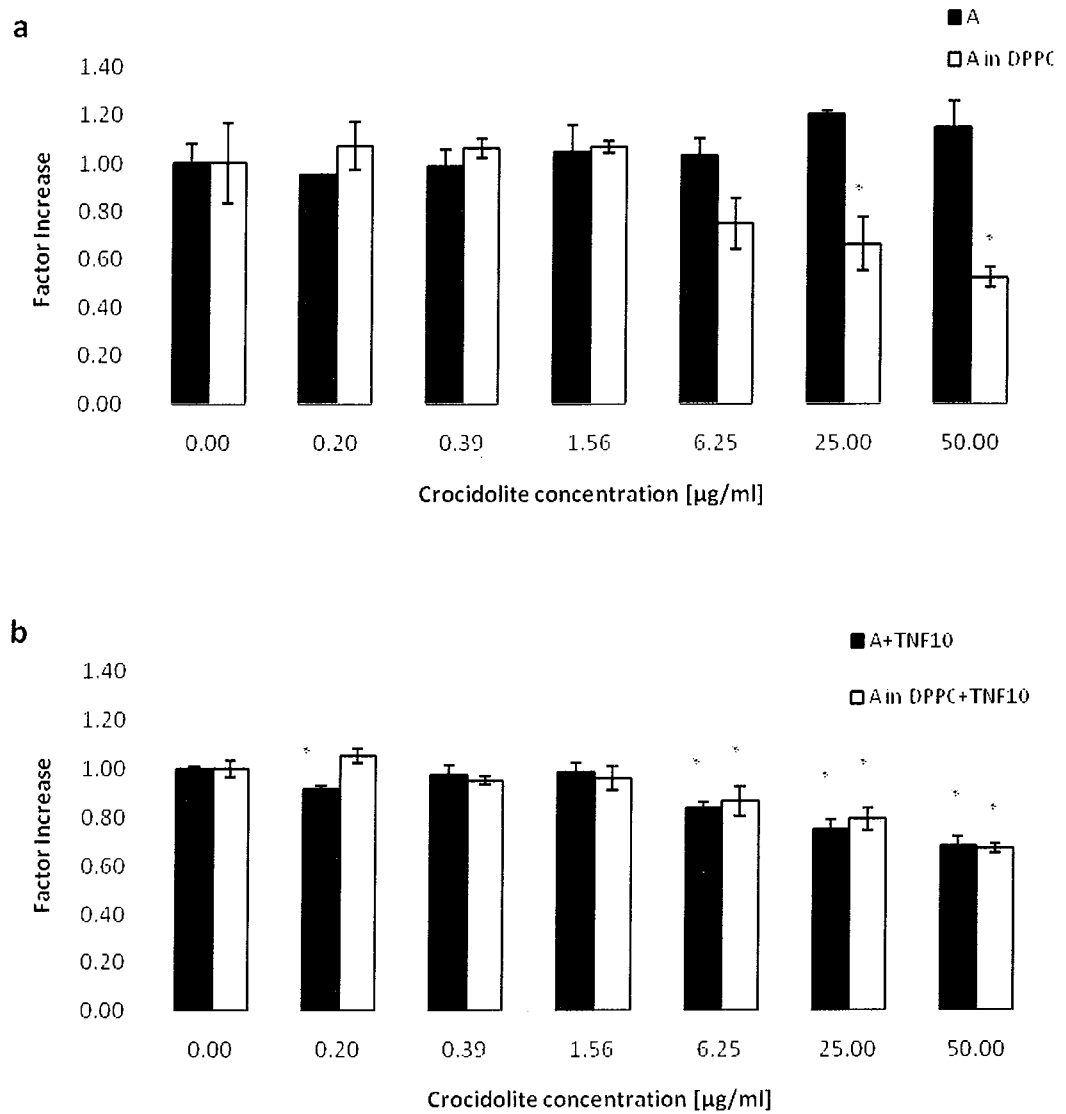 a
A
A in DPPC
1.40
1.20
1.00
0.80
0.60
0.40
0.20
0.00
Factor Increase
* *
0.00 0.20 0.39 1.56 6.25 25.00 50.00
Crocidolite concentration [µg/ml]
b
A+TNF10
A in DPPC+TNF10
1.40
1.20
1.00
0.80
0.60
0.40
0.20
0.00
Factor Increase
* * * * * * *
0.00 0.20 0.39 1.56 6.25 25.00 50.00
Crocidolite concentration [µg/ml]